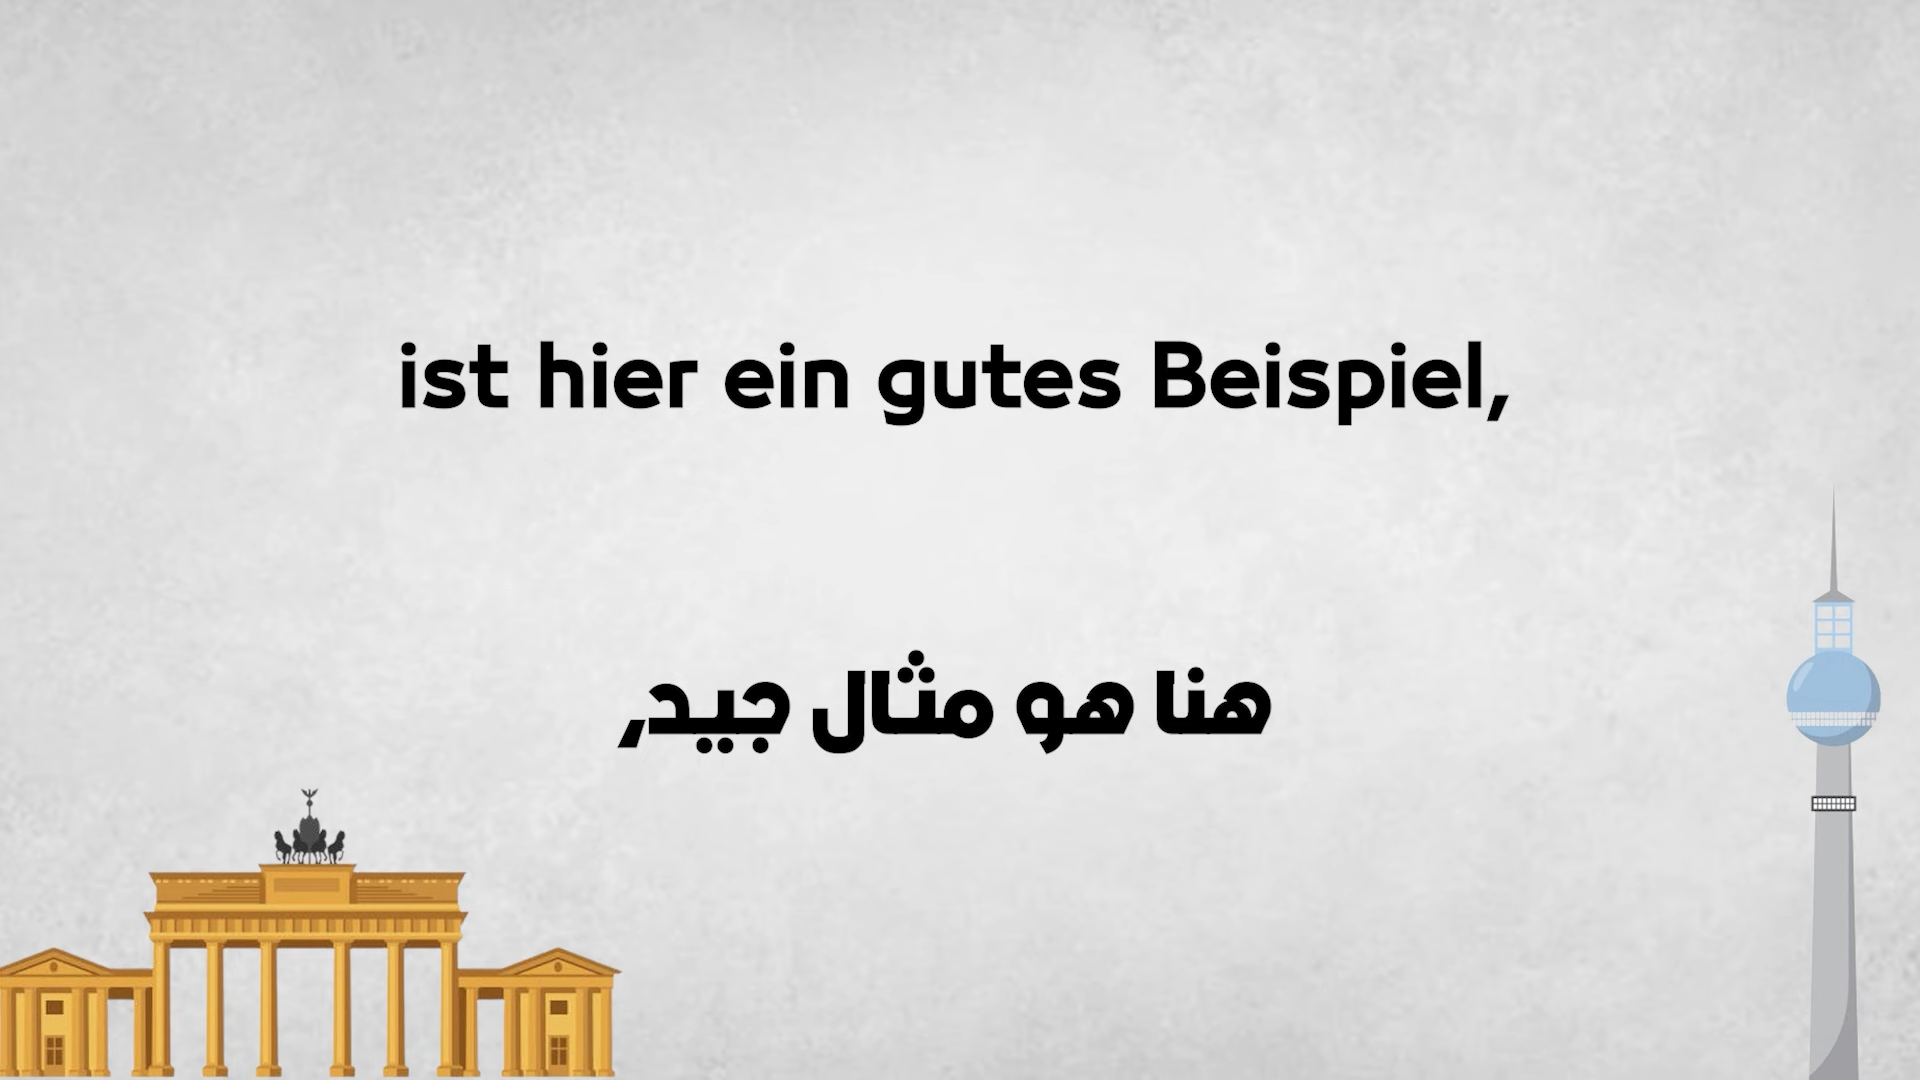 ist hier ein gutes Beispiel,
هنا هو مثال جيد,